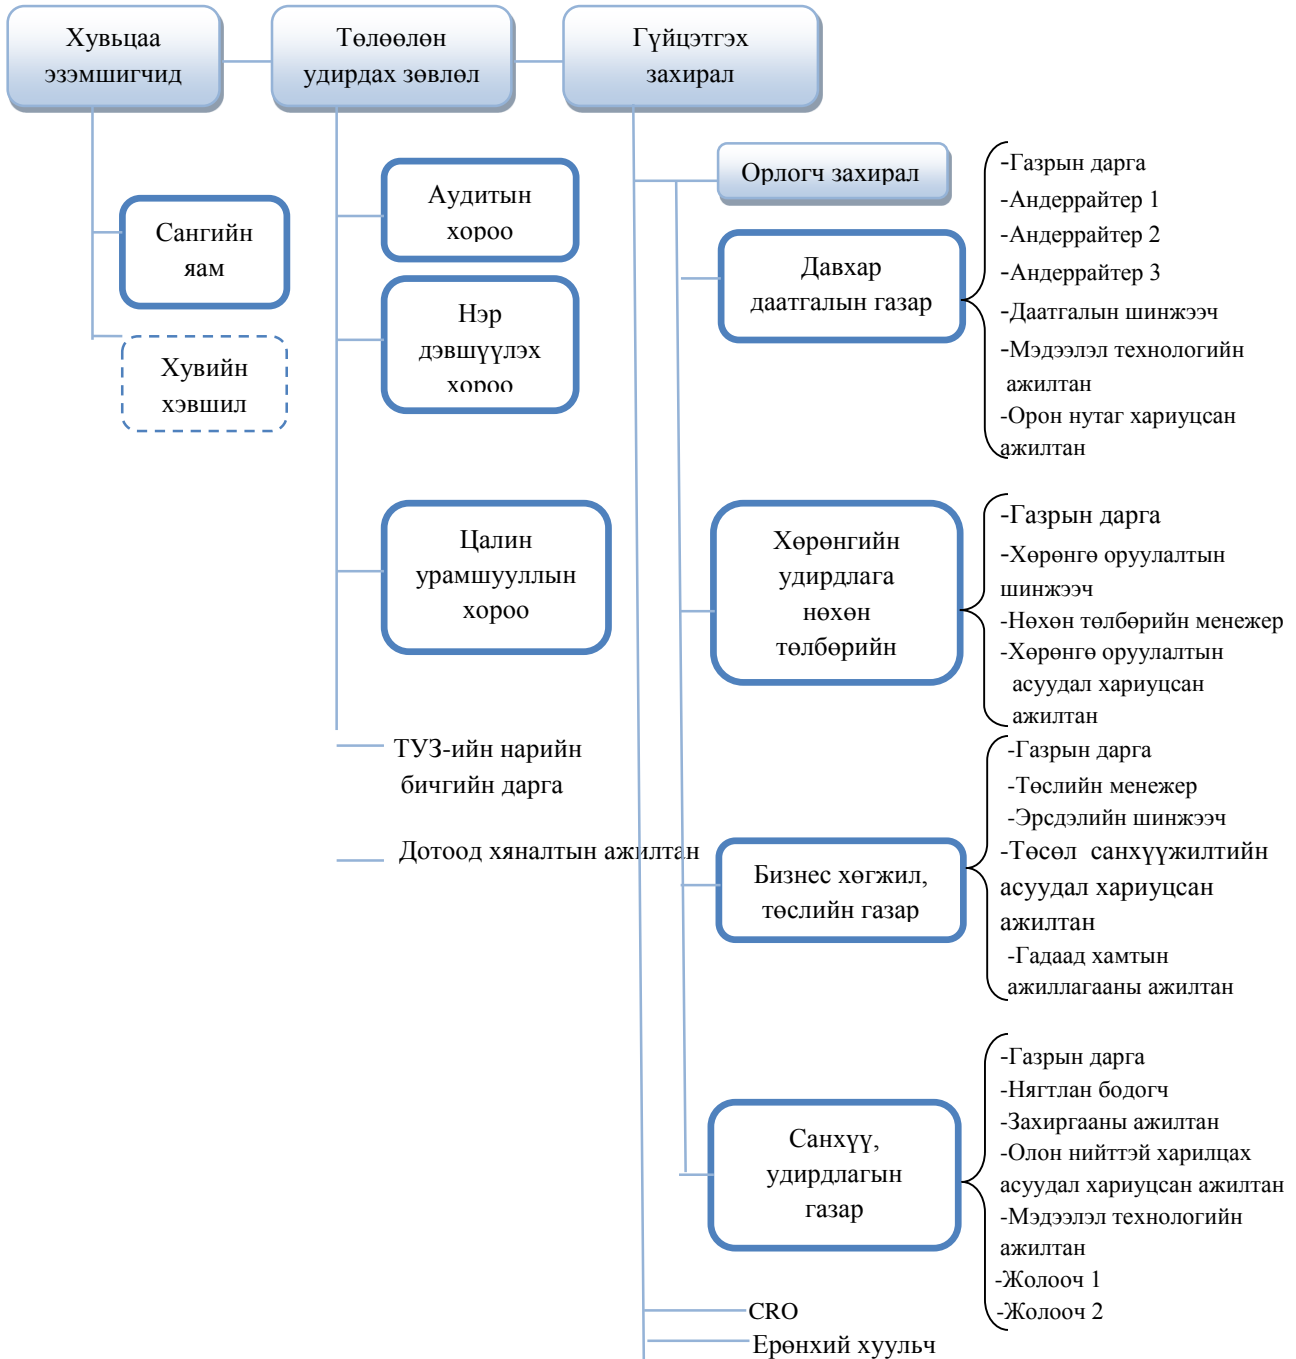 Хувьцаа
эзэмшигчид
Төлөөлөн
удирдах зөвлөл
Гүйцэтгэх
захирал
Сангийн
яам
Хувийн
хэвшил
Аудитын
хороо
Нэр
дэвшүүлэх
хороо
Цалин
урамшууллын
хороо
ТУЗ-ийн нарийн
бичгийн дарга
Дотоод хяналтын ажилтан
Орлогч захирал
Давхар
даатгалын газар
-Газрын дарга
-Андеррайтер 1
-Андеррайтер 2
-Андеррайтер 3
-Даатгалын шинжээч
-Мэдээлэл технологийн
ажилтан
-Орон нутаг хариуцсан
ажилтан
Хөрөнгийн
удирдлага
нөхөн
төлбөрийн
-Газрын дарга
-Хөрөнгө оруулалтын
шинжээч
-Нөхөн төлбөрийн менежер
-Хөрөнгө оруулалтын
асуудал хариуцсан
ажилтан
Бизнес хөгжил,
төслийн газар
-Газрын дарга
-Төслийн менежер
-Эрсдэлийн шинжээч
-Төсөл санхүүжилтийн
асуудал хариуцсан
ажилтан
-Гадаад хамтын
ажиллагааны ажилтан
Санхүү,
удирдлагын
газар
-Газрын дарга
-Нягтлан бодогч
-Захиргааны ажилтан
-Олон нийттэй харилцах
асуудал хариуцсан ажилтан
-Мэдээлэл технологийн
ажилтан
-Жолооч 1
-Жолооч 2
CRO
Ерөнхий хуульч